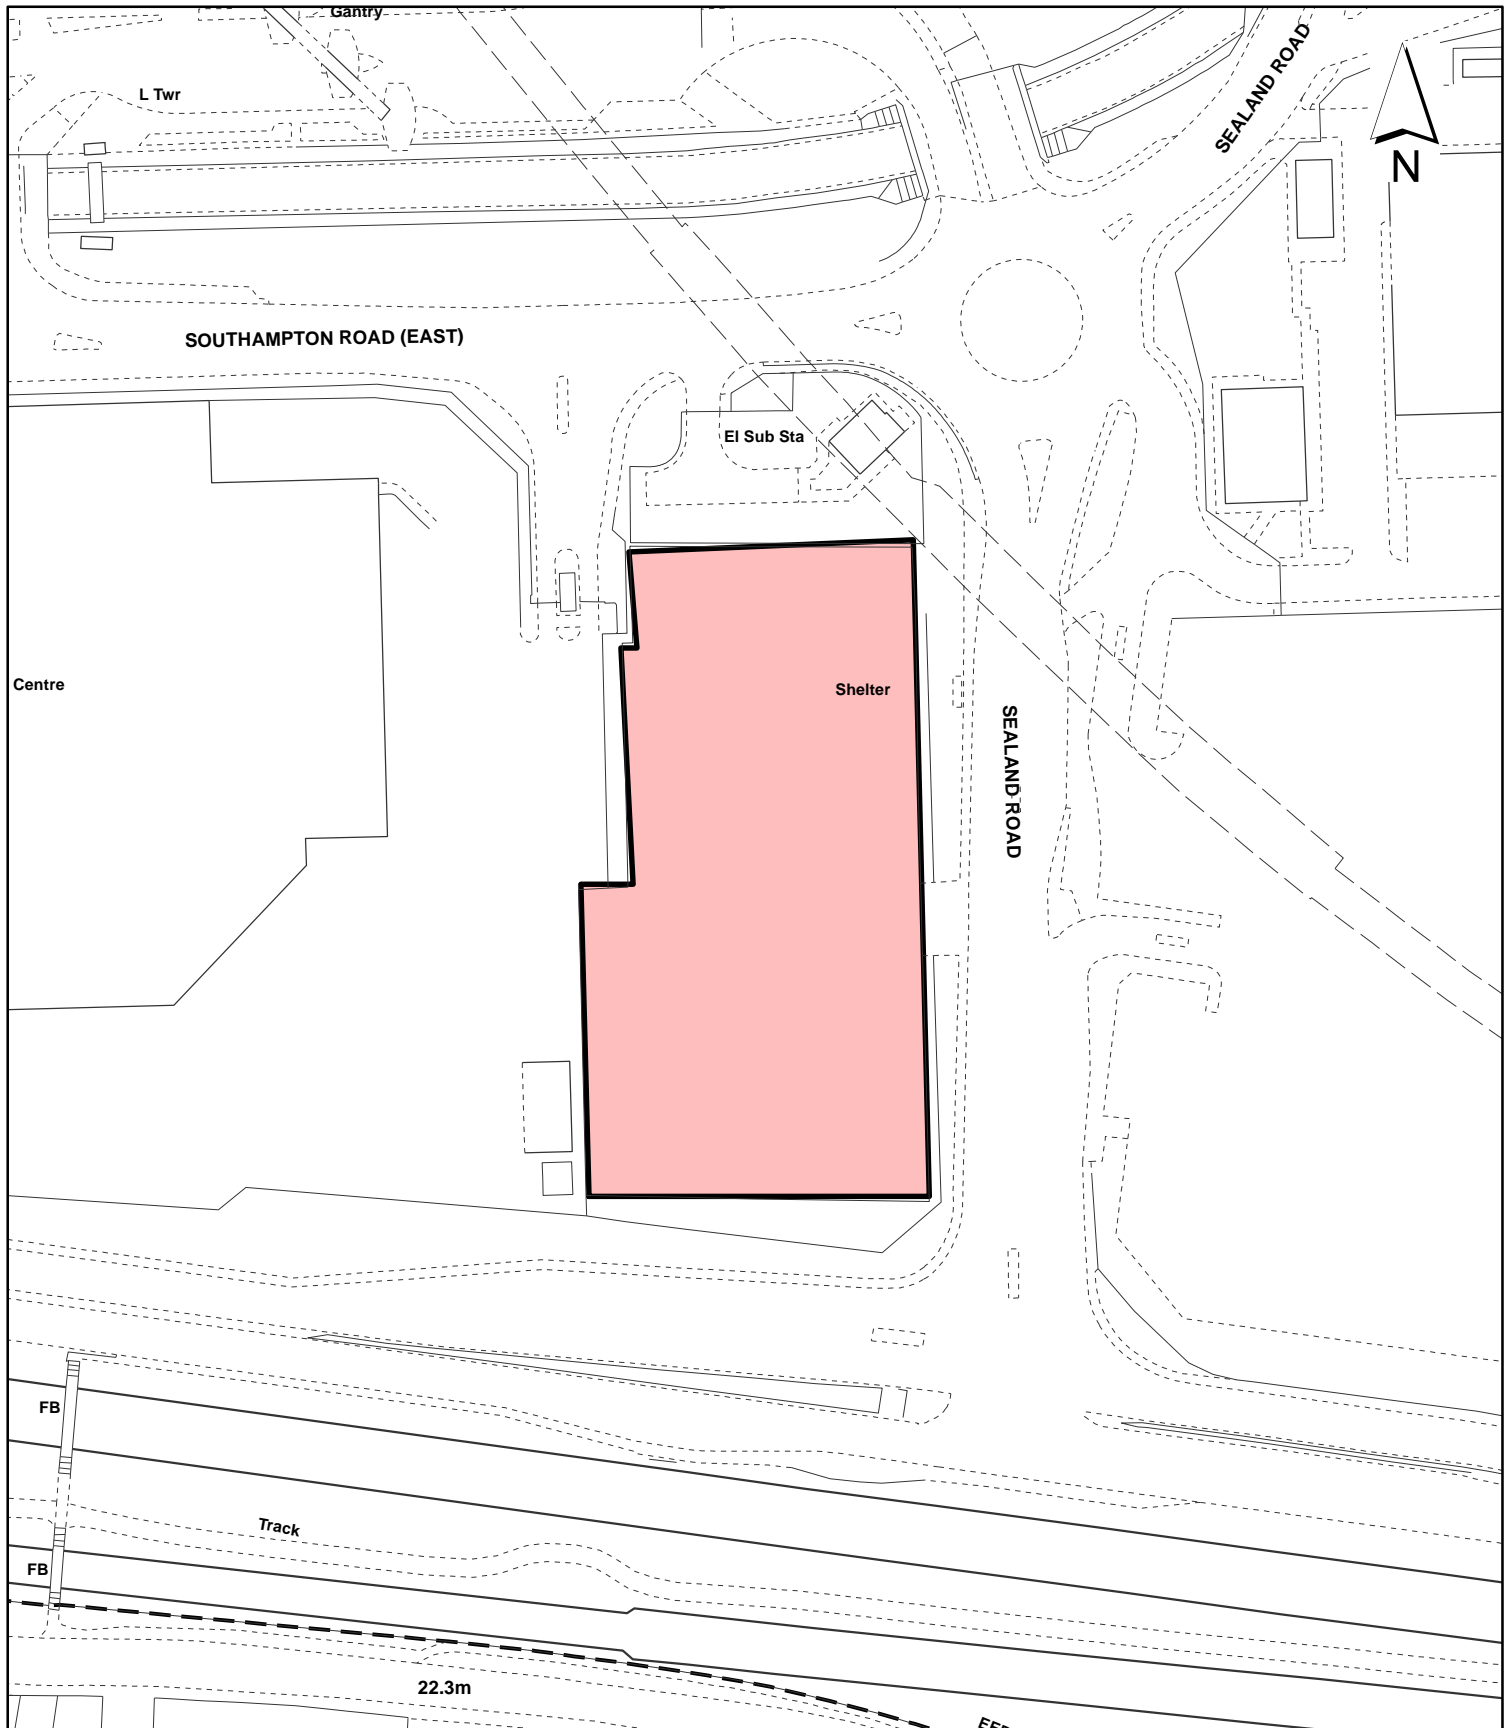 Gantry
L Twr
SEALAND ROAD
N
SOUTHAMPTON ROAD (EAST)
El Sub Sta
Centre
Shelter
SEALAND ROAD
FB
Track
FB
22.3m